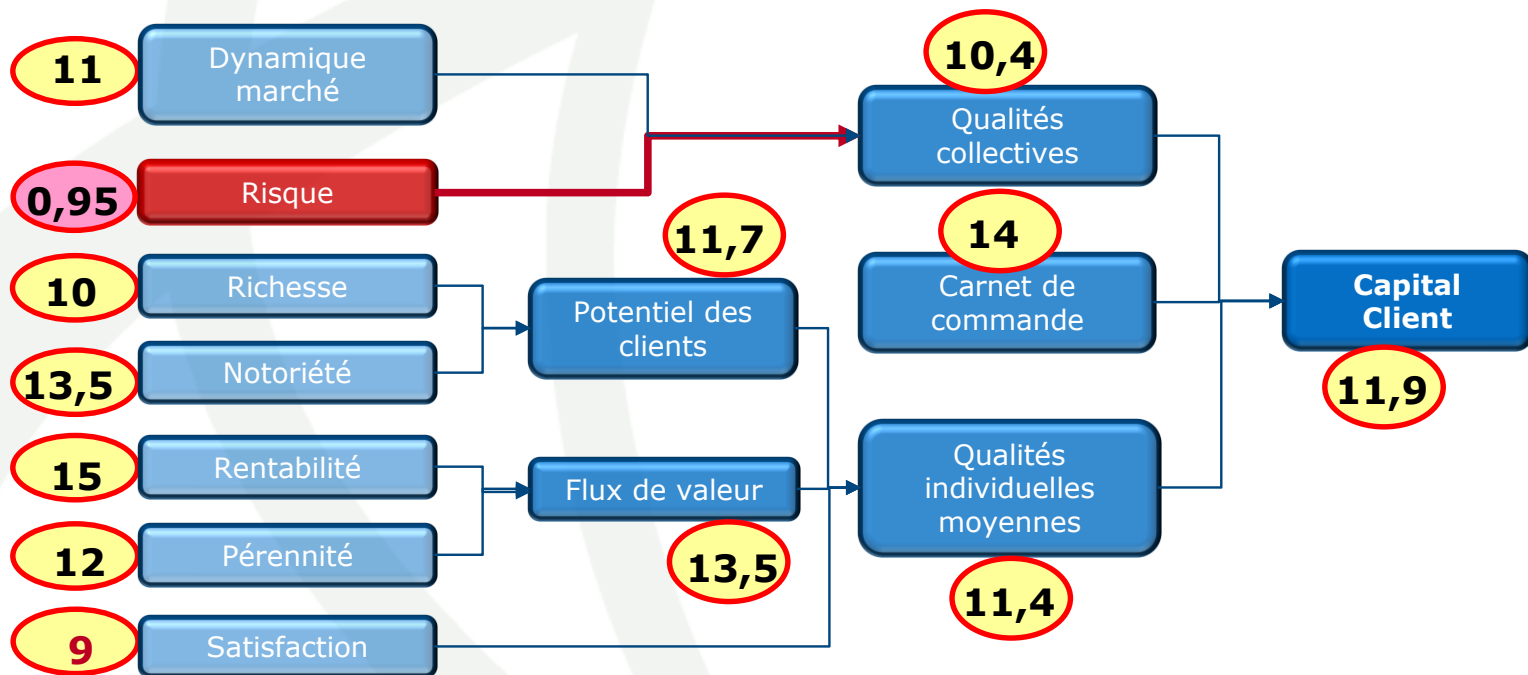 11
Dynamique
marché
10,4
Qualités
collectives
0,95
Risque
11,7
14
10
Richesse
Potentiel des
clients
Carnet de
commande
Capital
Client
13,5
Notoriété
11,9
15
Rentabilité
Flux de valeur
Qualités
individuelles
moyennes
12
Pérennité
13,5
11,4
9
Satisfaction